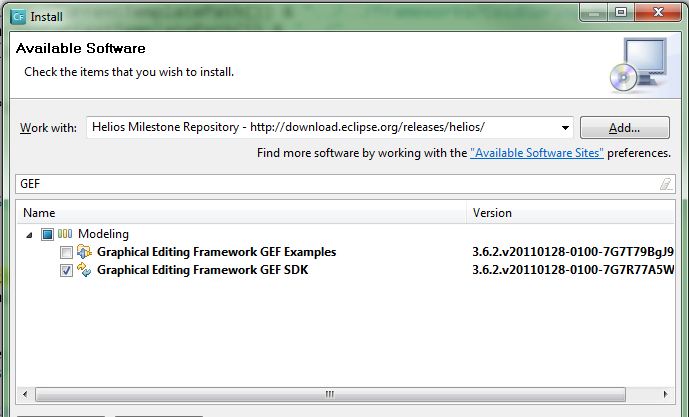 CF Install
Available Software
Check the items that you wish to install.
Work with: Helios Milestone Repository - http://download.eclipse.org/releases/helios/ Add...
Find more software by working with the "Available Software Sites" preferences.
GEF
Name Version
Modeling
Graphical Editing Framework GEF Examples 3.6.2.v20110128-0100-7G7T79BgJ9
Graphical Editing Framework GEF SDK 3.6.2.v20110128-0100-7G7R77A5W